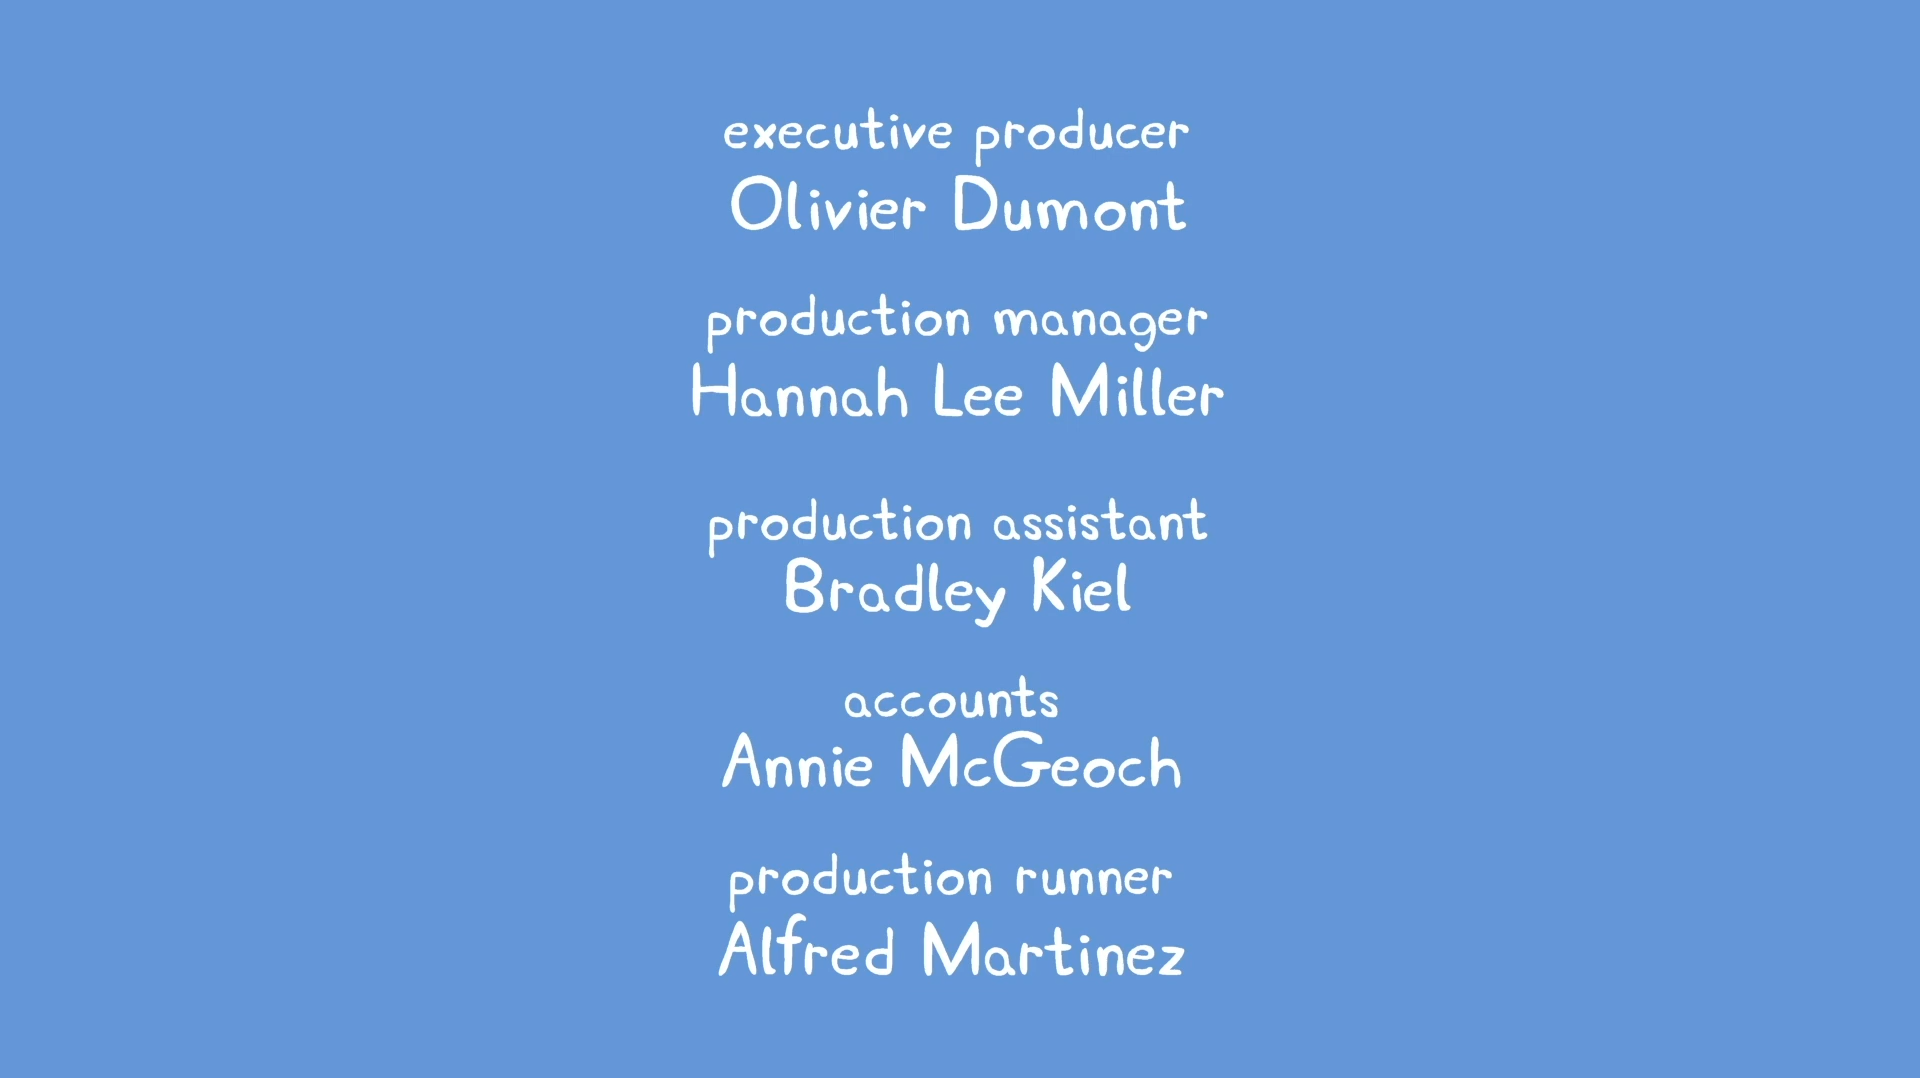 executive producer
Olivier Dumont
production manager
Hannah Lee Miller
production assistant
Bradley Kiel
accounts
Annie McGeoch
production runner
Alfred Martinez